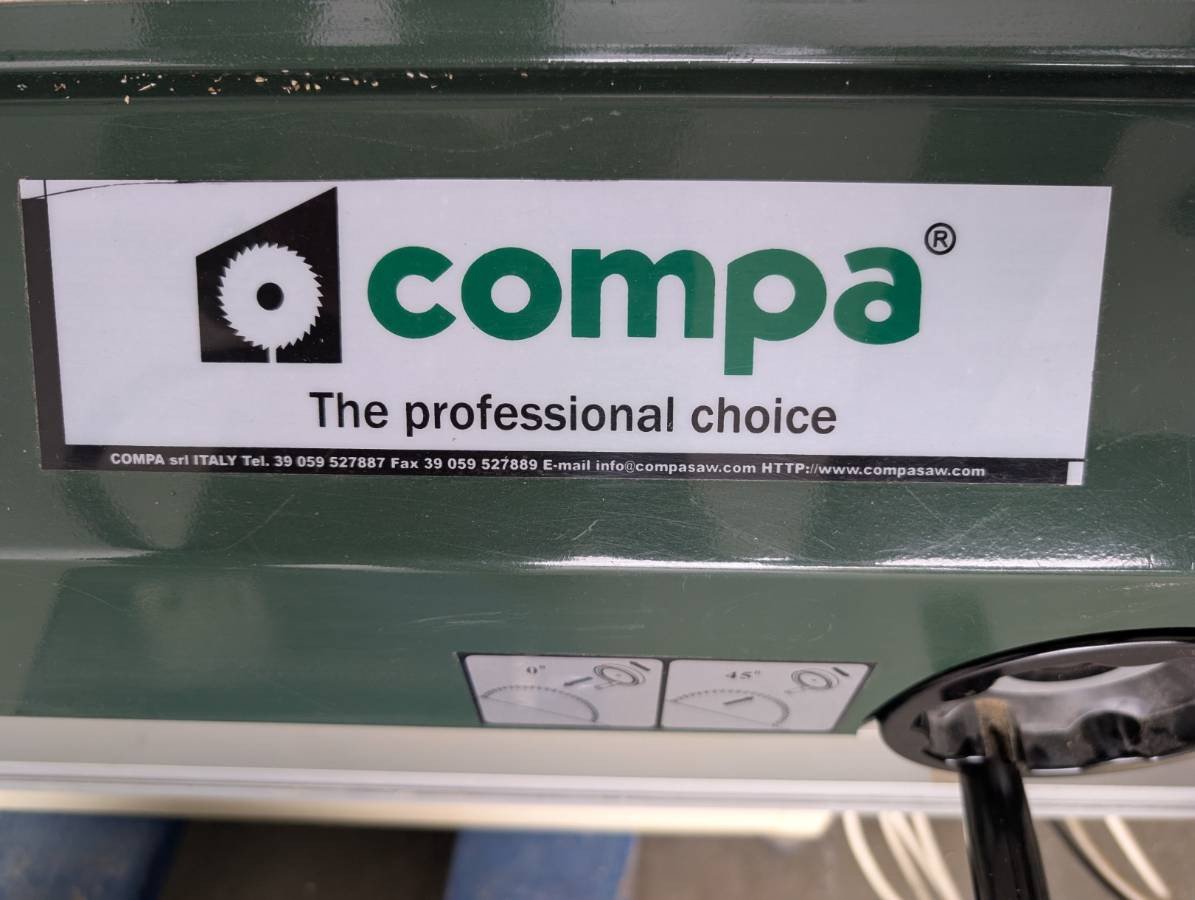 compa®
The professional choice
COMPA srl ITALY Tel. 39 059 527887 Fax 39 059 527889 E-mail info@compasaw.com HTTP://www.compasaw.com
0° 45°